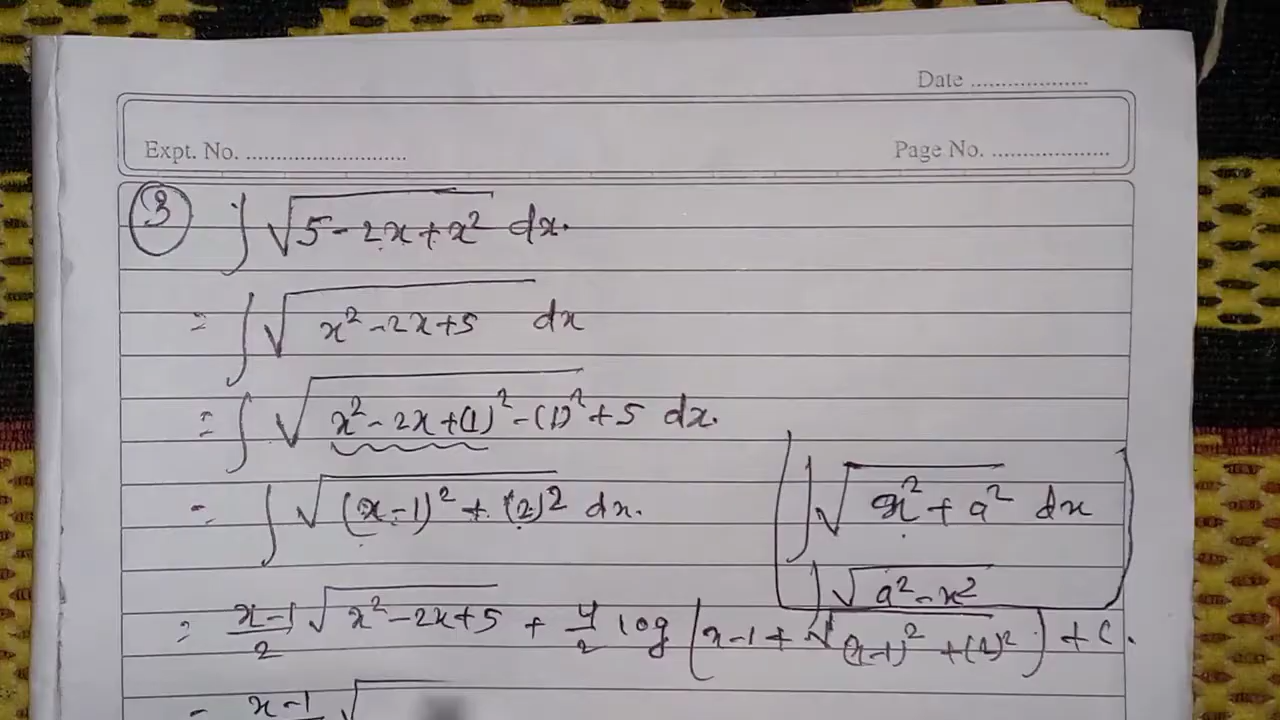 Date ....................
Expt. No. ...........................
Page No. ....................
3 ∫ √5-2x+x² dx.
= ∫ √x²-2x+5 dx
= ∫ √x²-2x+(1)²-(1)²+5 dx.
= ∫ √(x-1)²+(2)² dx.
∫ √x²+a² dx
∫ √a²-x²
= x-1/2 √x²-2x+5 + 4/2 log |x-1+√(x-1)²+(2)²| + C.
= x-1 √